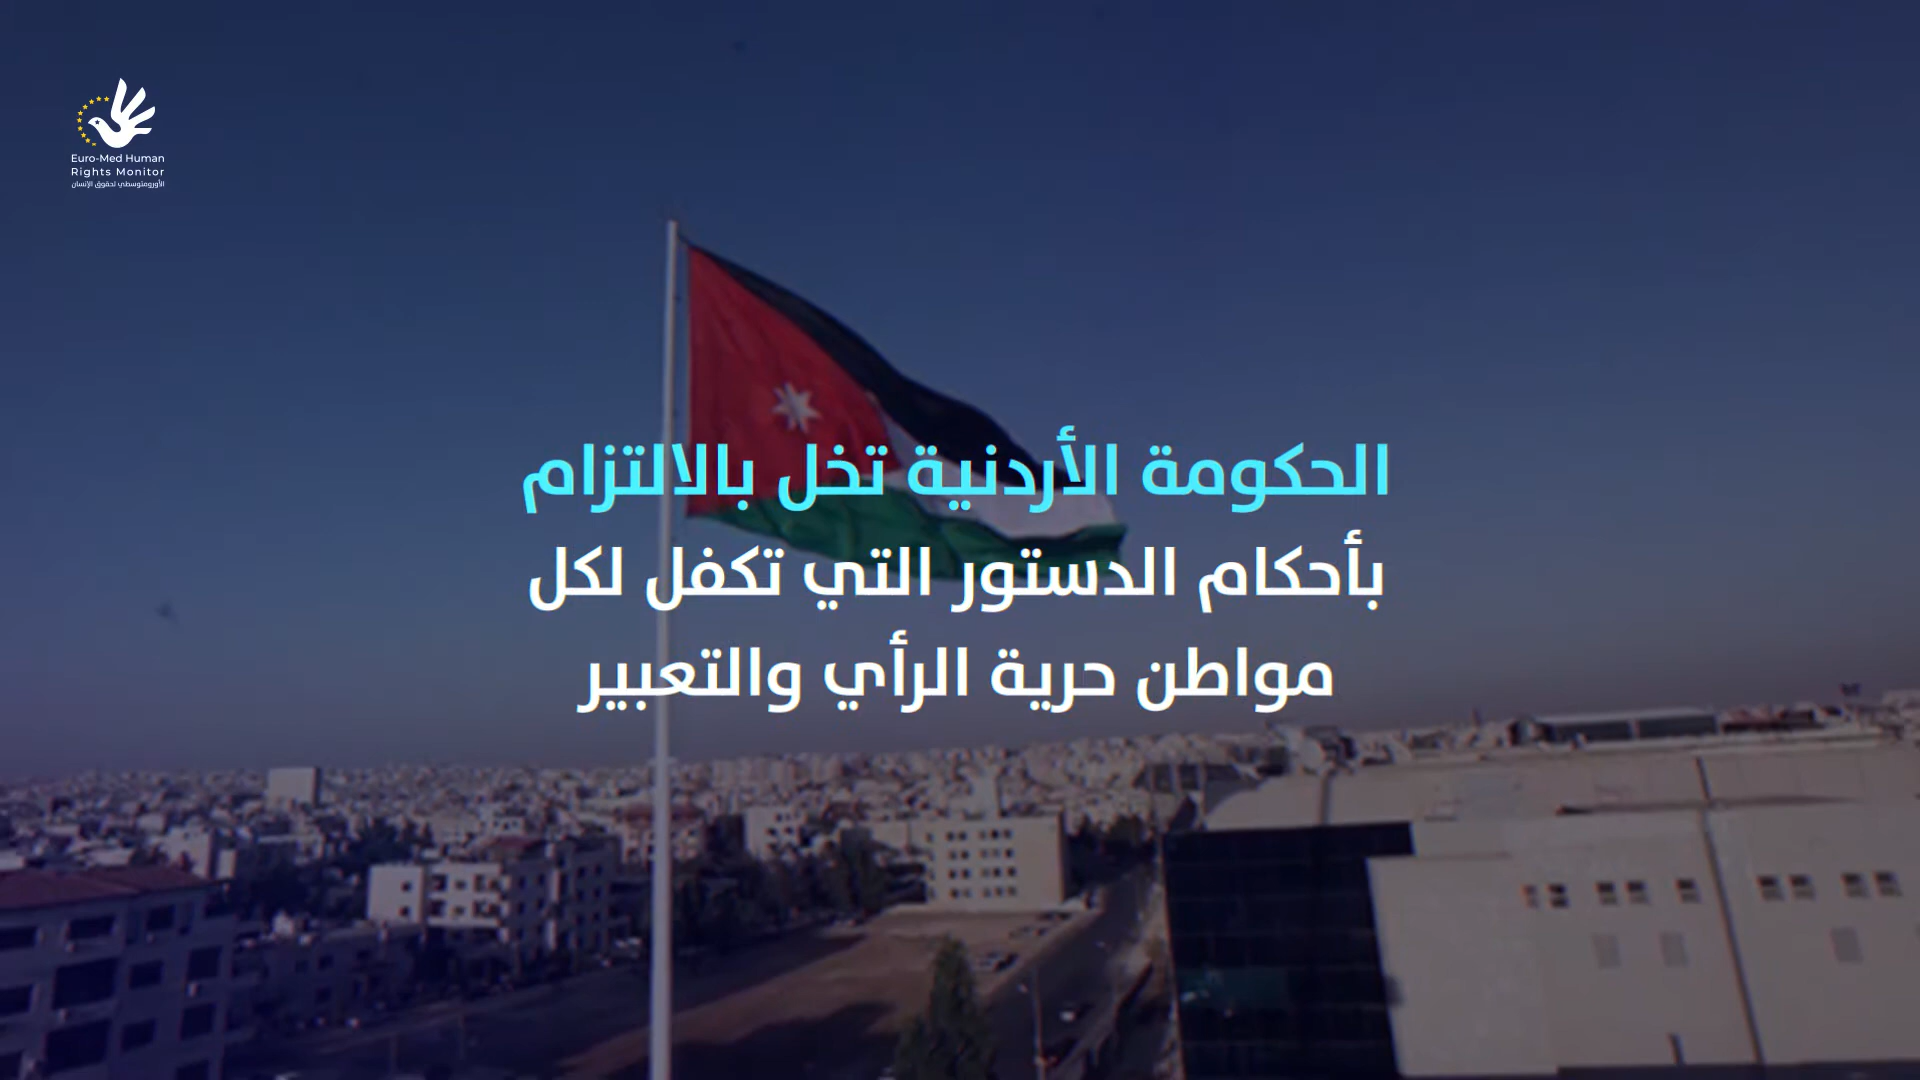 Euro-Med Human
Rights Monitor
الأورومتوسطي لحقوق الإنسان
الحكومة الأردنية تخل بالالتزام
بأحكام الدستور التي تكفل لكل
مواطن حرية الرأي والتعبير